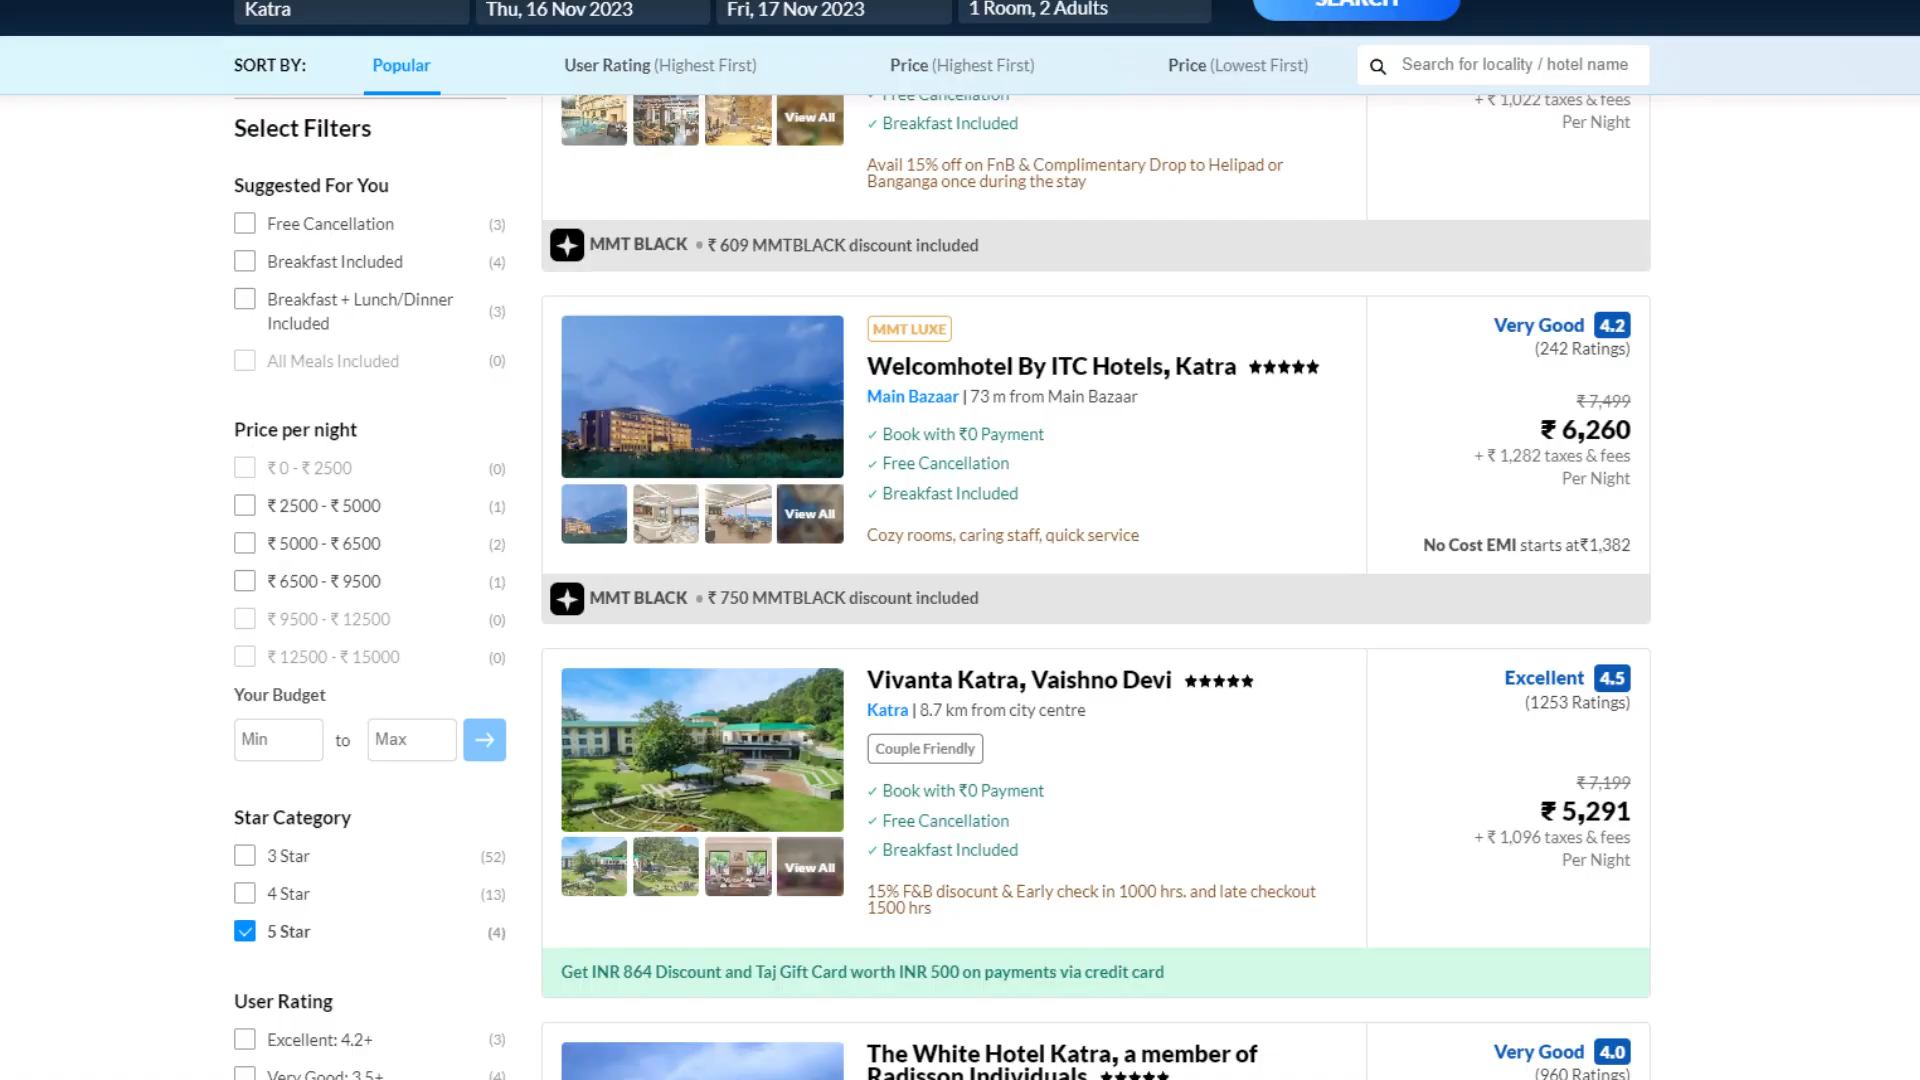 Katra
Thu, 16 Nov 2023
Fri, 17 Nov 2023
1 Room, 2 Adults
SEARCH
SORT BY:
Popular
User Rating (Highest First)
Price (Highest First)
Price (Lowest First)
Search for locality / hotel name
Select Filters
Suggested For You
Free Cancellation (3)
Breakfast Included (4)
Breakfast + Lunch/Dinner
Included (3)
All Meals Included (0)
Price per night
₹ 0 - ₹ 2500 (0)
₹ 2500 - ₹ 5000 (1)
₹ 5000 - ₹ 6500 (2)
₹ 6500 - ₹ 9500 (1)
₹ 9500 - ₹ 12500 (0)
₹ 12500 - ₹ 15000 (0)
Your Budget
Min to Max
Star Category
3 Star (52)
4 Star (13)
5 Star (4)
User Rating
Excellent: 4.2+ (3)
Very Good: 3.5+ (4)
View All
Free Cancellation
✓ Breakfast Included
Avail 15% off on FnB & Complimentary Drop to Helipad or
Banganga once during the stay
+ ₹ 1,022 taxes & fees
Per Night
MMT BLACK • ₹ 609 MMTBLACK discount included
View All
MMT LUXE
Welcomhotel By ITC Hotels, Katra ★★★★★
Main Bazaar | 73 m from Main Bazaar
✓ Book with ₹0 Payment
✓ Free Cancellation
✓ Breakfast Included
Cozy rooms, caring staff, quick service
Very Good 4.2
(242 Ratings)
₹ 7,499
₹ 6,260
+ ₹ 1,282 taxes & fees
Per Night
No Cost EMI starts at₹1,382
MMT BLACK • ₹ 750 MMTBLACK discount included
View All
Vivanta Katra, Vaishno Devi ★★★★★
Katra | 8.7 km from city centre
Couple Friendly
✓ Book with ₹0 Payment
✓ Free Cancellation
✓ Breakfast Included
15% F&B disocunt & Early check in 1000 hrs. and late checkout
1500 hrs
Excellent 4.5
(1253 Ratings)
₹ 7,199
₹ 5,291
+ ₹ 1,096 taxes & fees
Per Night
Get INR 864 Discount and Taj Gift Card worth INR 500 on payments via credit card
The White Hotel Katra, a member of
Radisson Individuals ★★★★★
Very Good 4.0
(960 Ratings)